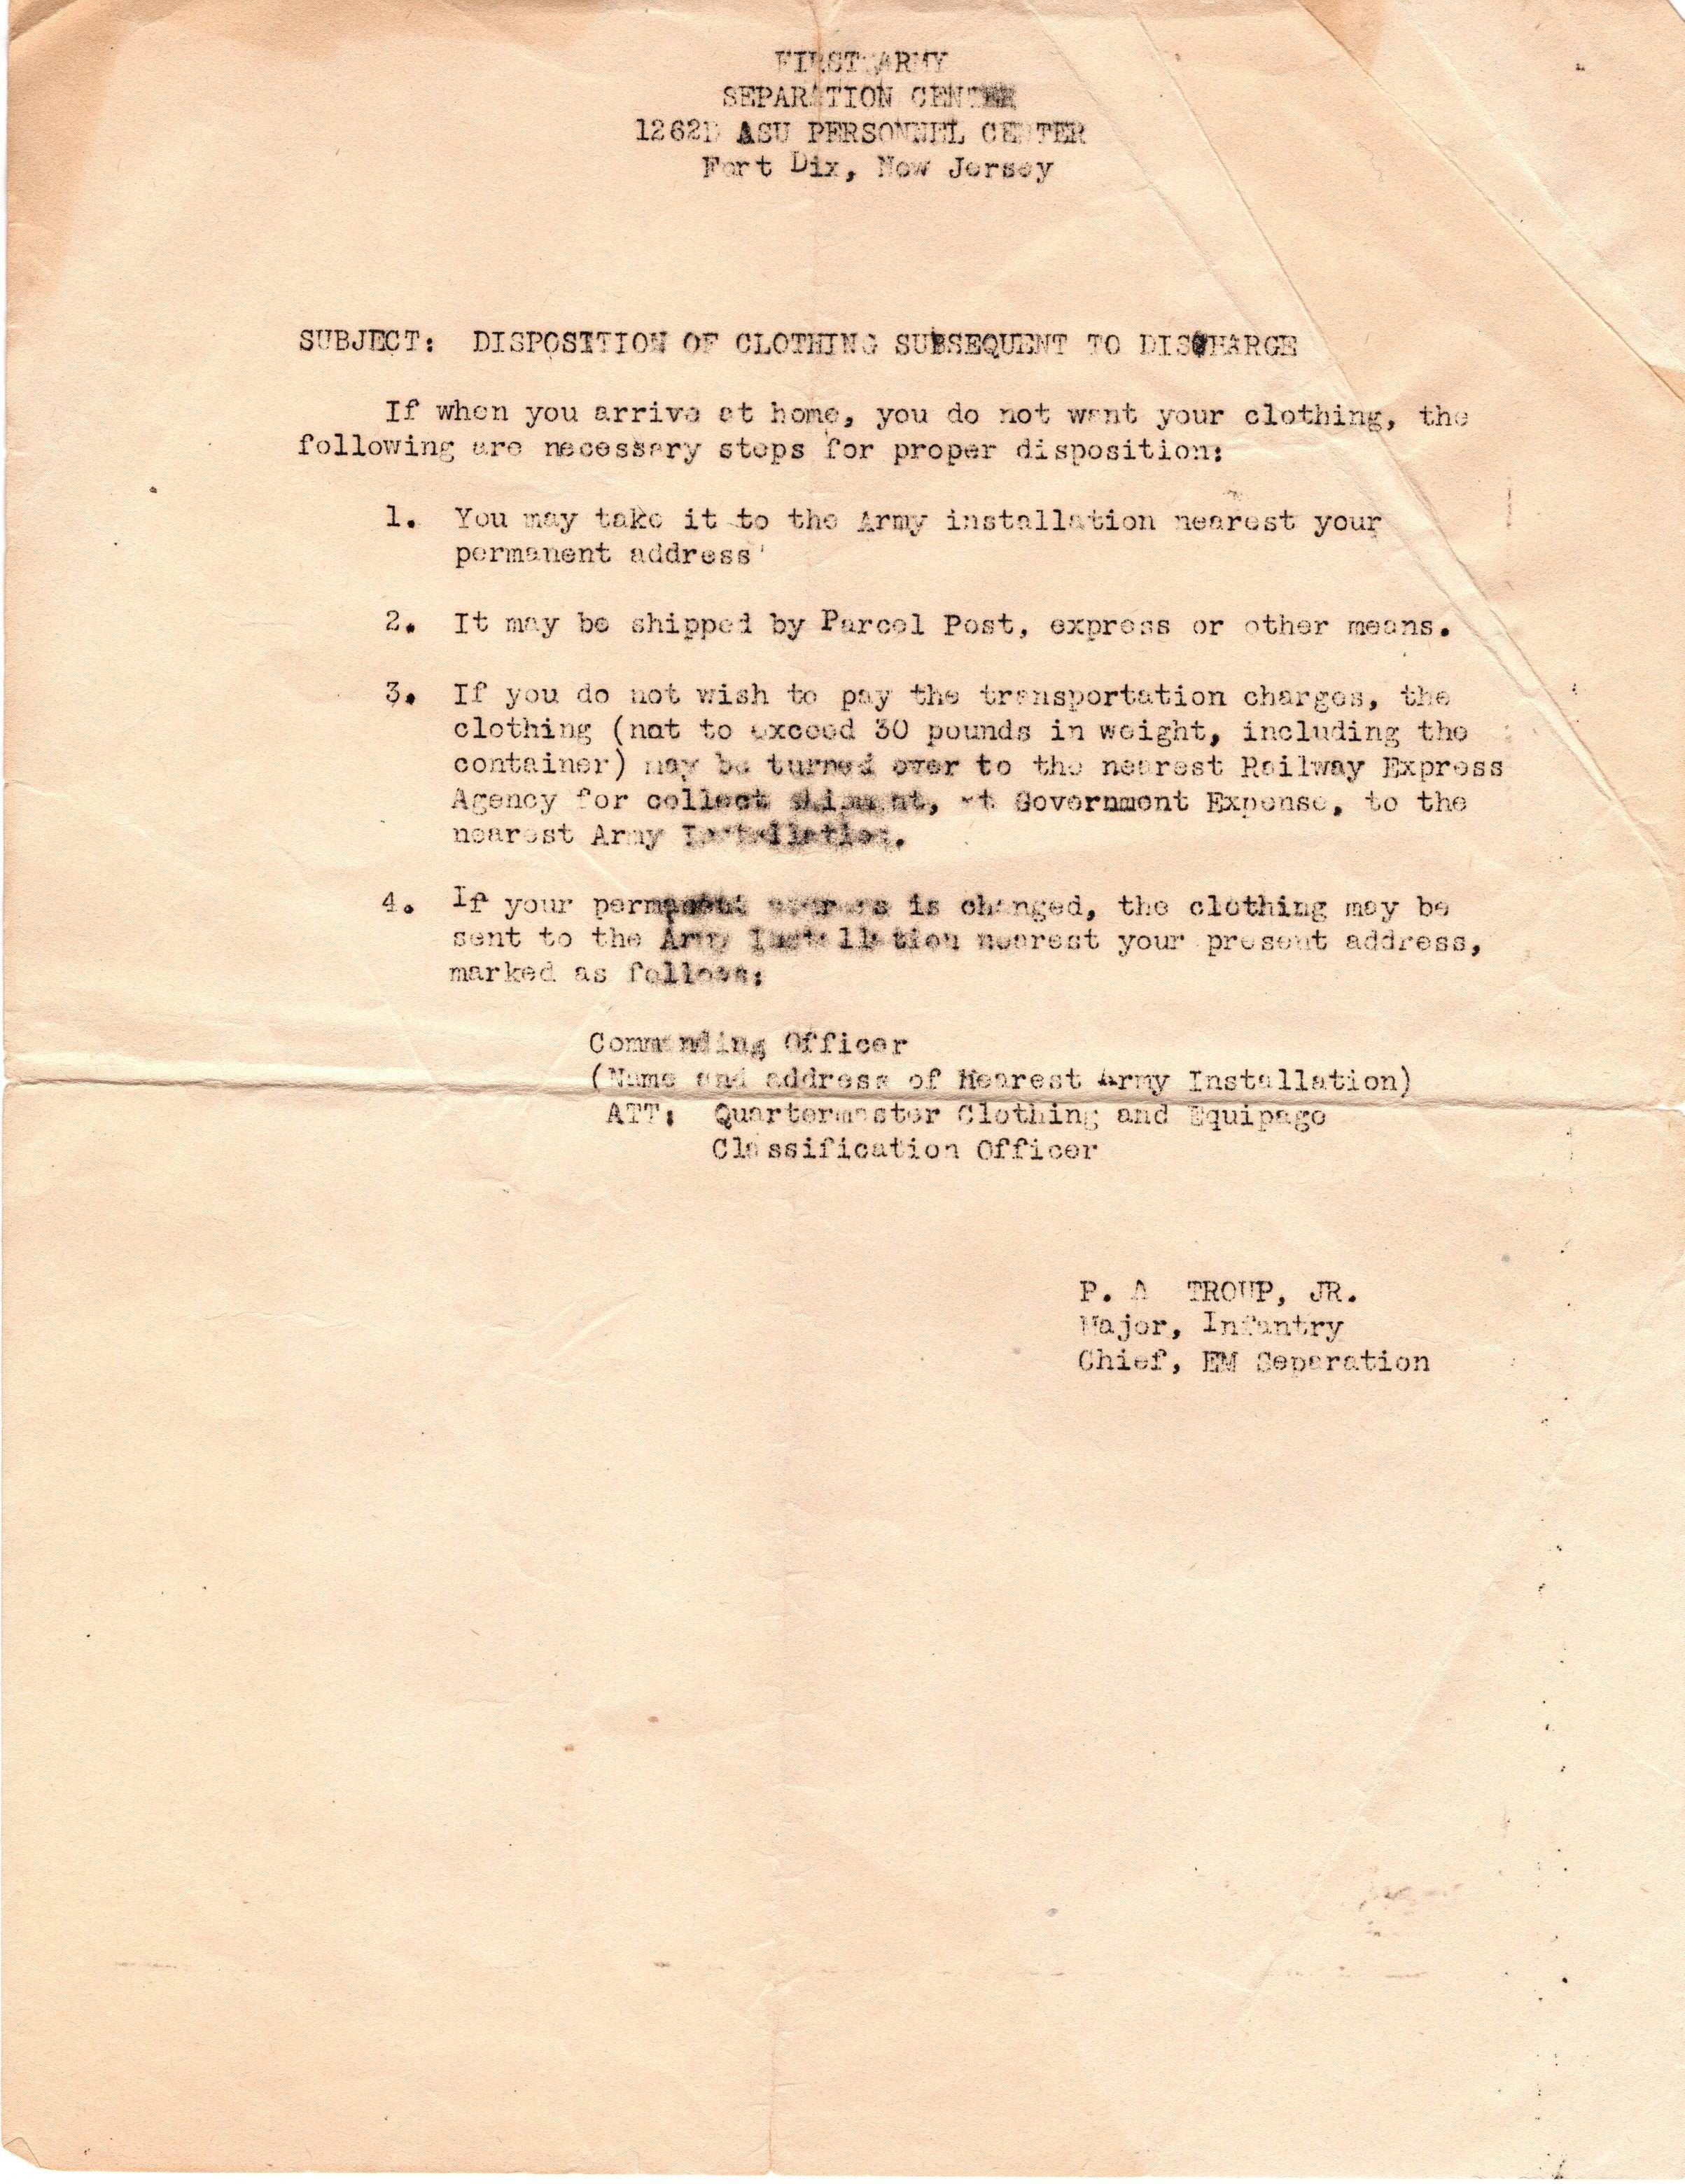 FIRST ARMY
SEPARATION CENTER
1262D ASU PERSONNEL CENTER
Fort Dix, New Jersey
SUBJECT: DISPOSITION OF CLOTHING SUBSEQUENT TO DISCHARGE
If when you arrive at home, you do not want your clothing, the
following are necessary steps for proper disposition:
1. You may take it to the Army installation nearest your
permanent address
2. It may be shipped by Parcel Post, express or other means.
3. If you do not wish to pay the transportation charges, the
clothing (not to exceed 30 pounds in weight, including the
container) may be turned over to the nearest Railway Express
Agency for collect shipment, at Government Expense, to the
nearest Army Installation.
4. If your permanent address is changed, the clothing may be
sent to the Army Installation nearest your present address,
marked as follows:
Commanding Officer
(Name and address of Nearest Army Installation)
ATT: Quartermaster Clothing and Equipage
Classification Officer
P. A TROUP, JR.
Major, Infantry
Chief, EM Separation